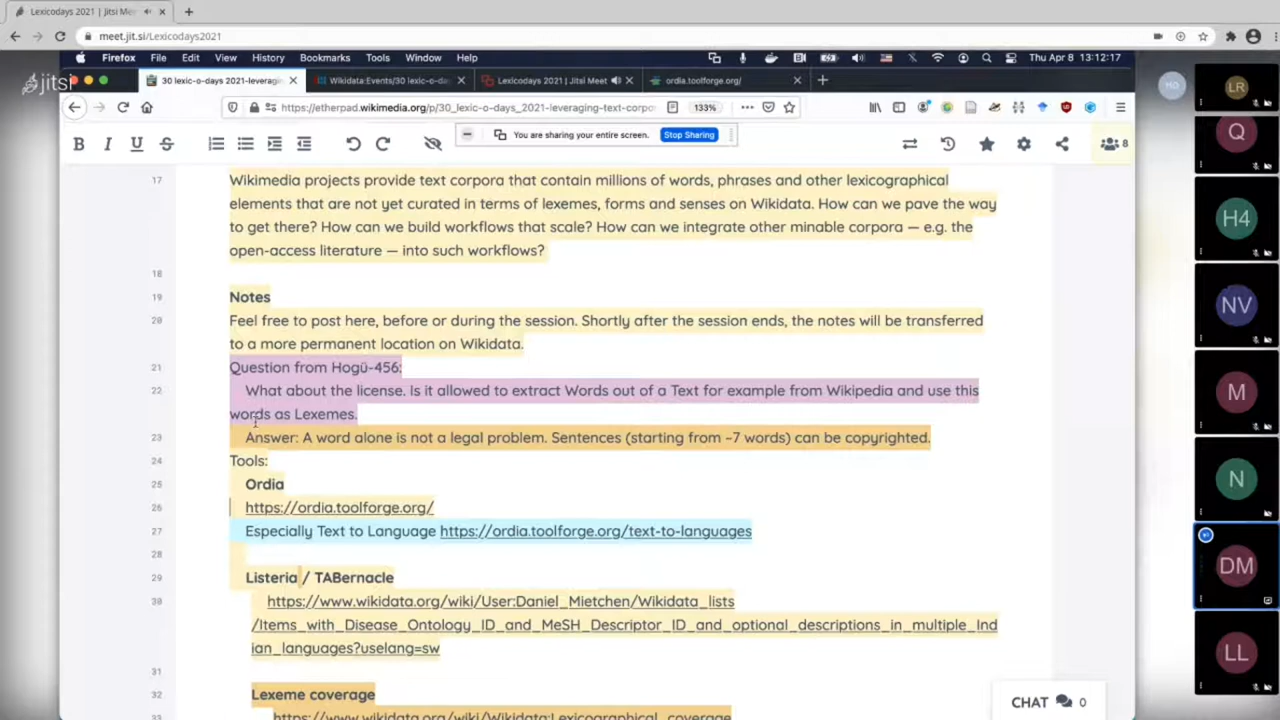 Lexicodays 2021 | Jitsi Me
meet.jit.si/Lexicodays2021
Firefox File Edit View History Bookmarks Tools Window Help
Thu Apr 8 13:12:17
jitsi
30 lexic-o-days 2021-leveragin
Wikidata:Events/30 lexic-o-da
Lexicodays 2021 | Jitsi Meet
ordia.toolforge.org/
https://etherpad.wikimedia.org/p/30_lexic-o-days_2021-leveraging-text-corpo
133%
You are sharing your entire screen. Stop Sharing
B I U S
8
17 Wikimedia projects provide text corpora that contain millions of words, phrases and other lexicographical
elements that are not yet curated in terms of lexemes, forms and senses on Wikidata. How can we pave the way
to get there? How can we build workflows that scale? How can we integrate other minable corpora — e.g. the
open-access literature — into such workflows?
18
19 Notes
20 Feel free to post here, before or during the session. Shortly after the session ends, the notes will be transferred
to a more permanent location on Wikidata.
21 Question from Hogü-456:
22 What about the license. Is it allowed to extract Words out of a Text for example from Wikipedia and use this
words as Lexemes.
23 Answer: A word alone is not a legal problem. Sentences (starting from ~7 words) can be copyrighted.
24 Tools:
25 Ordia
26 https://ordia.toolforge.org/
27 Especially Text to Language https://ordia.toolforge.org/text-to-languages
28
29 Listeria / TABernacle
30 https://www.wikidata.org/wiki/User:Daniel_Mietchen/Wikidata_lists
/Items_with_Disease_Ontology_ID_and_MeSH_Descriptor_ID_and_optional_descriptions_in_multiple_Ind
ian_languages?uselang=sw
31
32 Lexeme coverage
33 https://www.wikidata.org/wiki/Wikidata:Lexicographical_coverage
CHAT 0
LR
Q
H4
NV
M
N
DM
LL